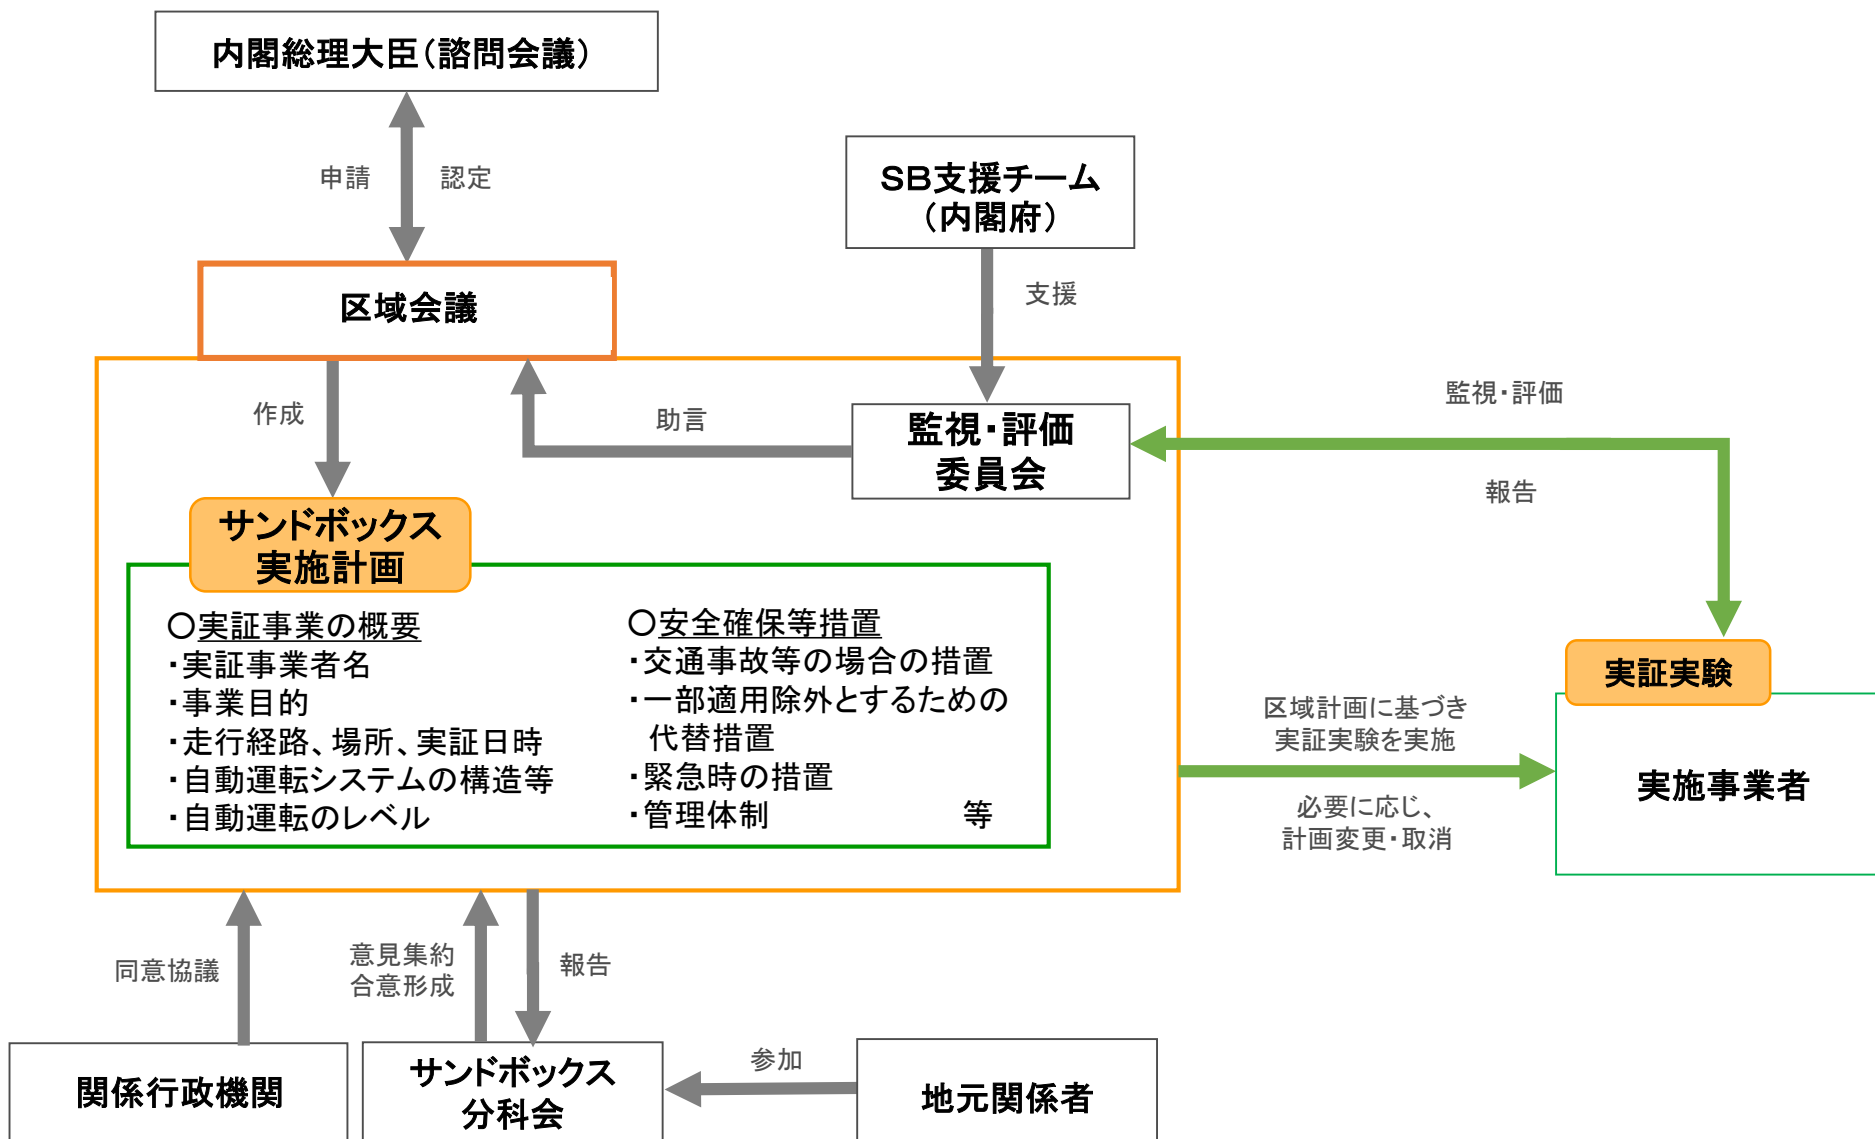 内閣総理大臣（諮問会議）
申請
認定
SB支援チーム
（内閣府）
支援
区域会議
作成
助言
監視・評価
委員会
監視・評価
報告
サンドボックス
実施計画
〇実証事業の概要
・実証事業者名
・事業目的
・走行経路、場所、実証日時
・自動運転システムの構造等
・自動運転のレベル
〇安全確保等措置
・交通事故等の場合の措置
・一部適用除外とするための
代替措置
・緊急時の措置
・管理体制 等
区域計画に基づき
実証実験を実施
必要に応じ、
計画変更・取消
実証実験
実施事業者
同意協議
意見集約
合意形成
報告
関係行政機関
サンドボックス
分科会
参加
地元関係者